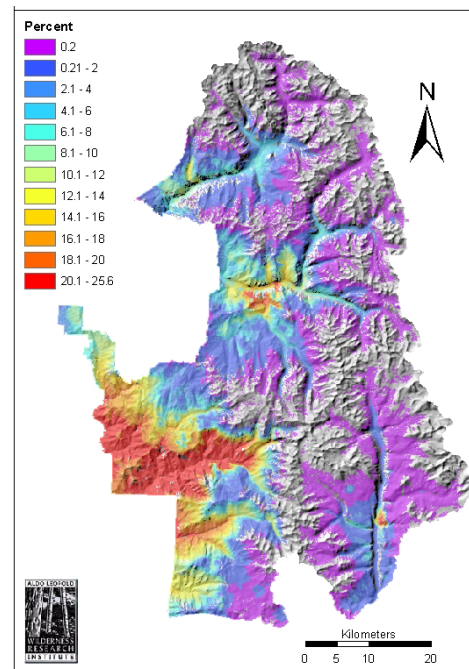 Percent
0.2
0.21 - 2
2.1 - 4
4.1 - 6
6.1 - 8
8.1 - 10
10.1 - 12
12.1 - 14
14.1 - 16
16.1 - 18
18.1 - 20
20.1 - 25.6
N
ALDO LEOPOLD
WILDERNESS
RESEARCH
INSTITUTE
Kilometers
0 5 10 20